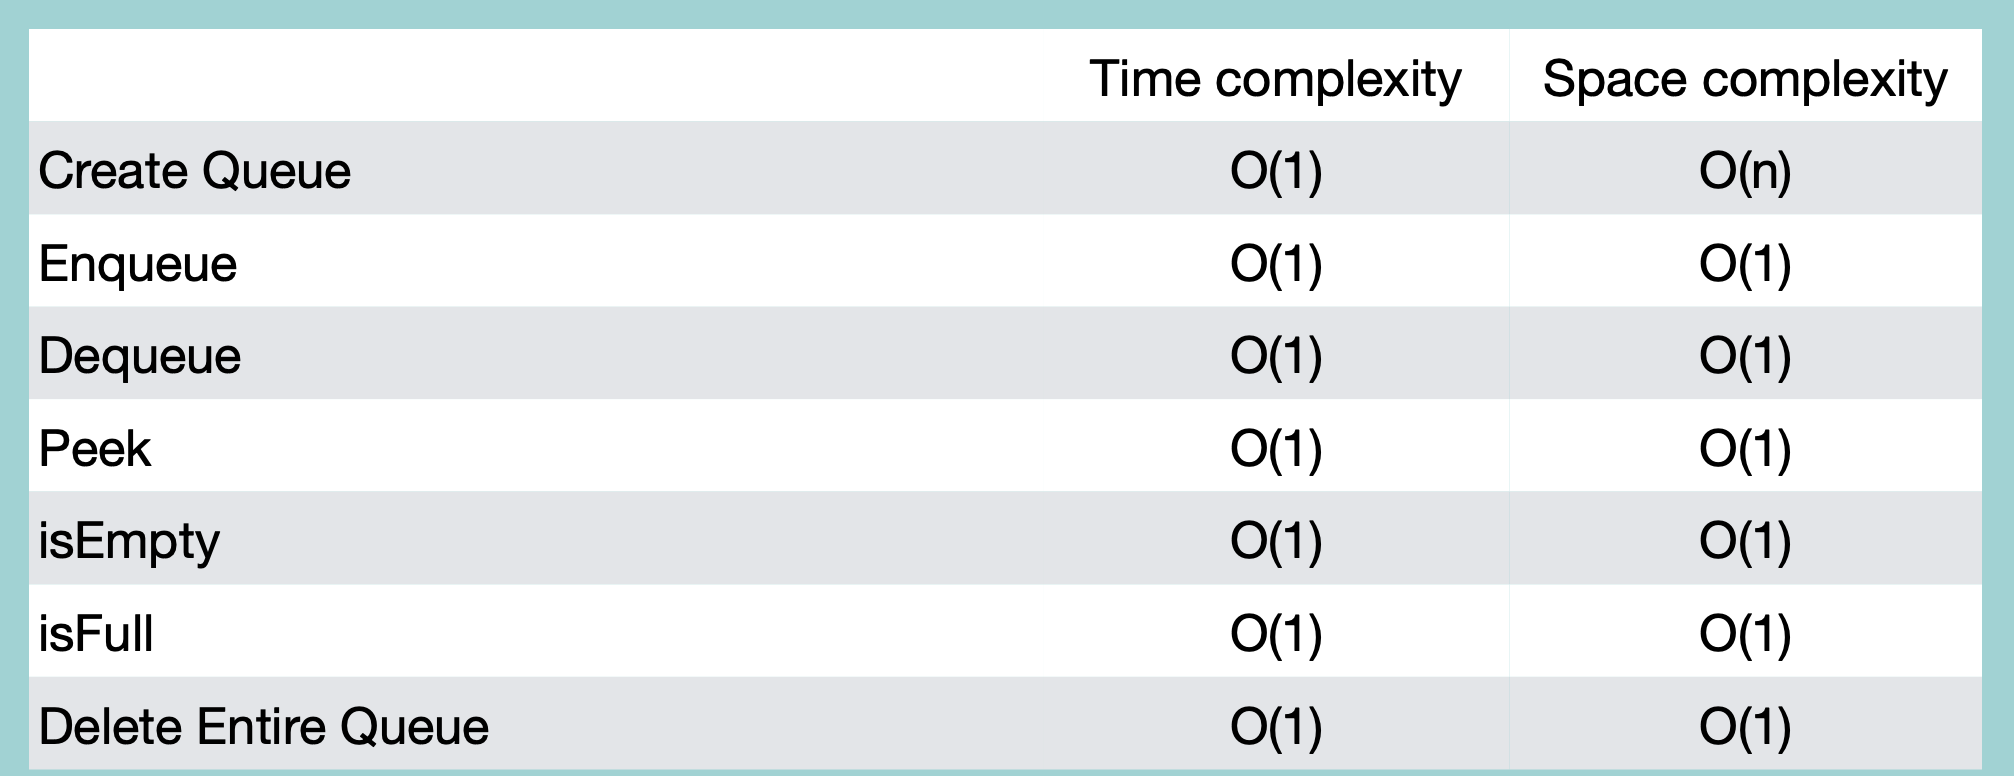 Time complexity Space complexity
Create Queue O(1) O(n)
Enqueue O(1) O(1)
Dequeue O(1) O(1)
Peek O(1) O(1)
isEmpty O(1) O(1)
isFull O(1) O(1)
Delete Entire Queue O(1) O(1)